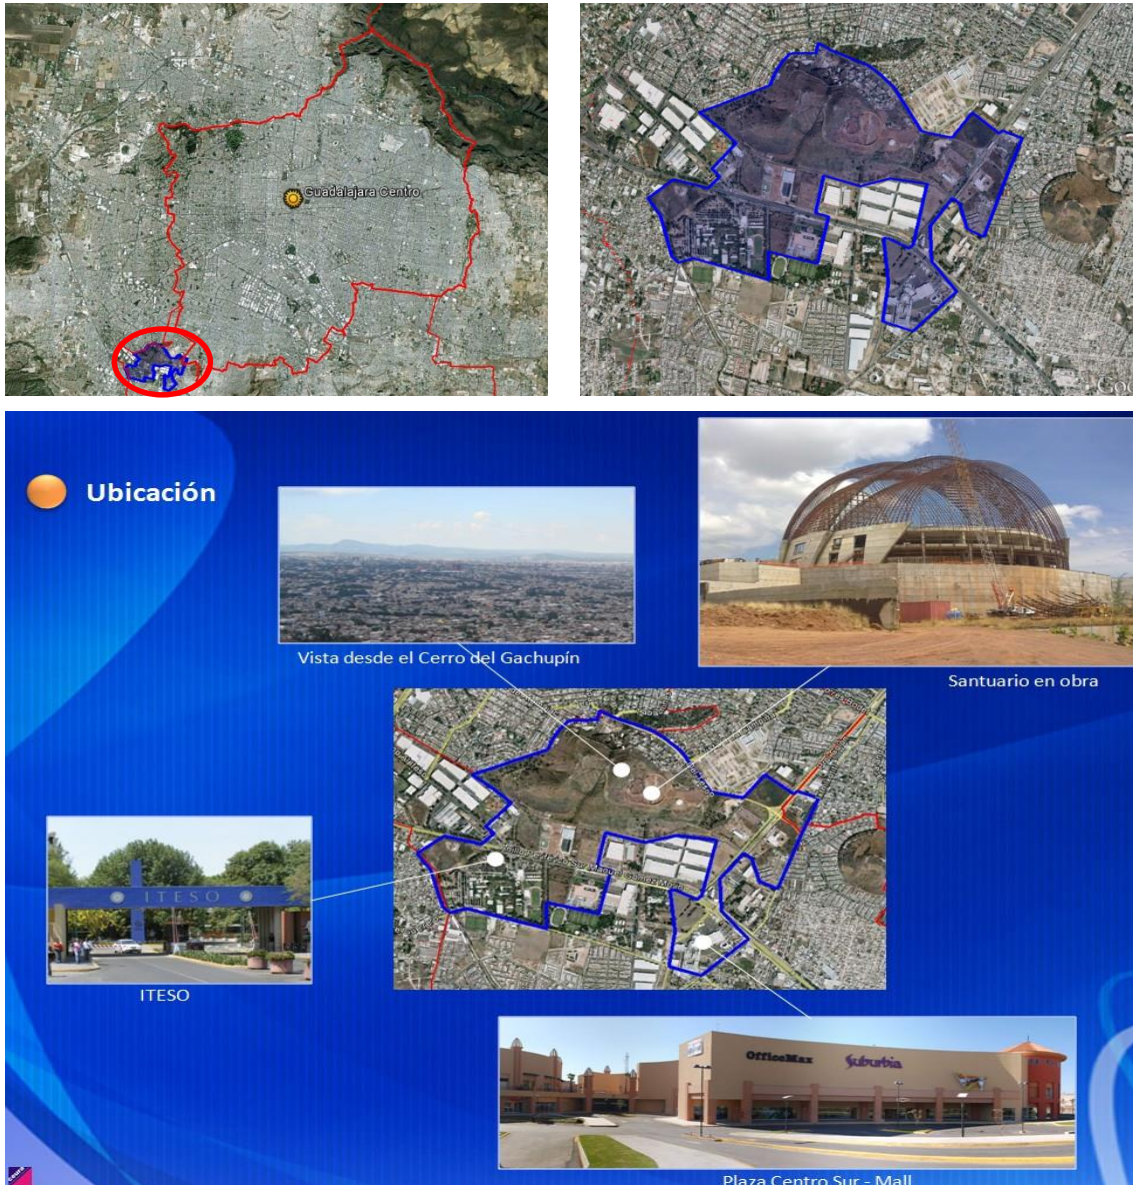 Guadalajara Centro
Goo
Ubicación
Vista desde el Cerro del Gachupín
Santuario en obra
ITESO
ITESO
OfficeMax
Suburbia
Plaza Centro Sur - Mall